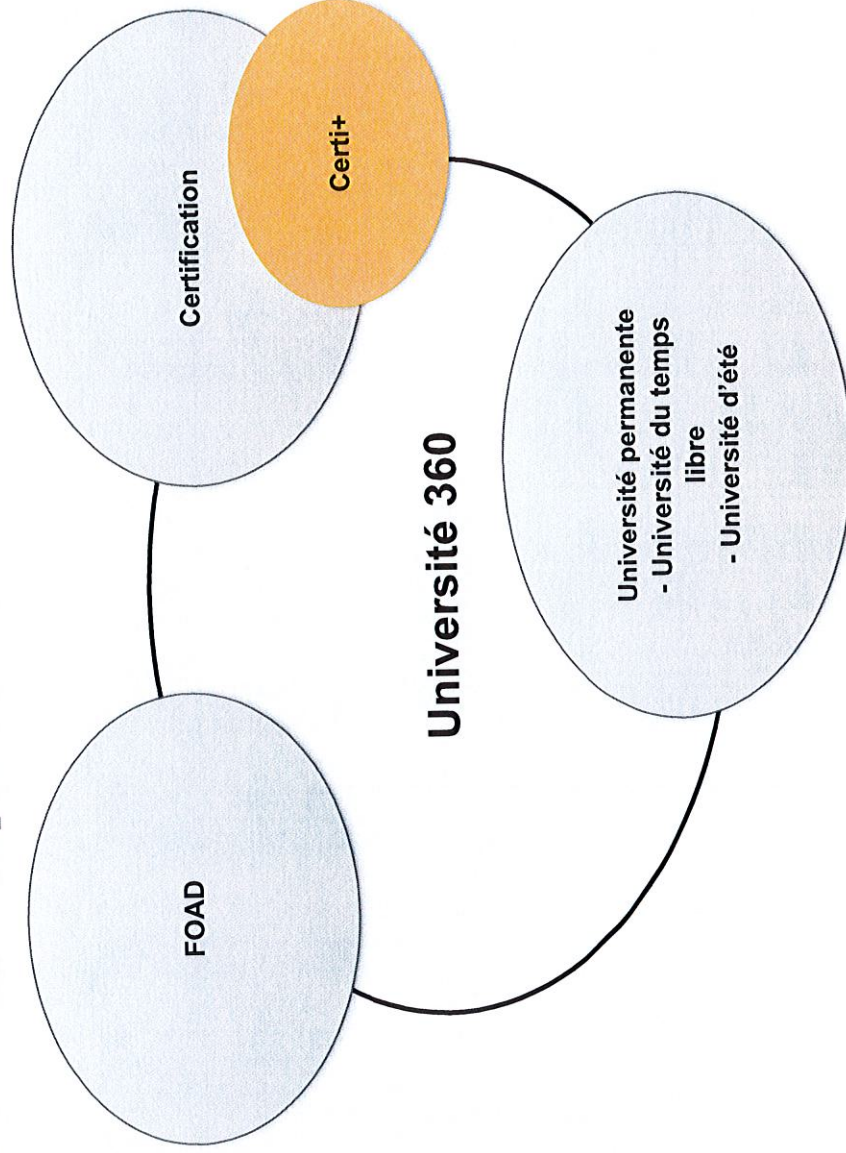 FOAD
Certification
Certi+
Université 360
Université permanente
- Université du temps
libre
- Université d'été